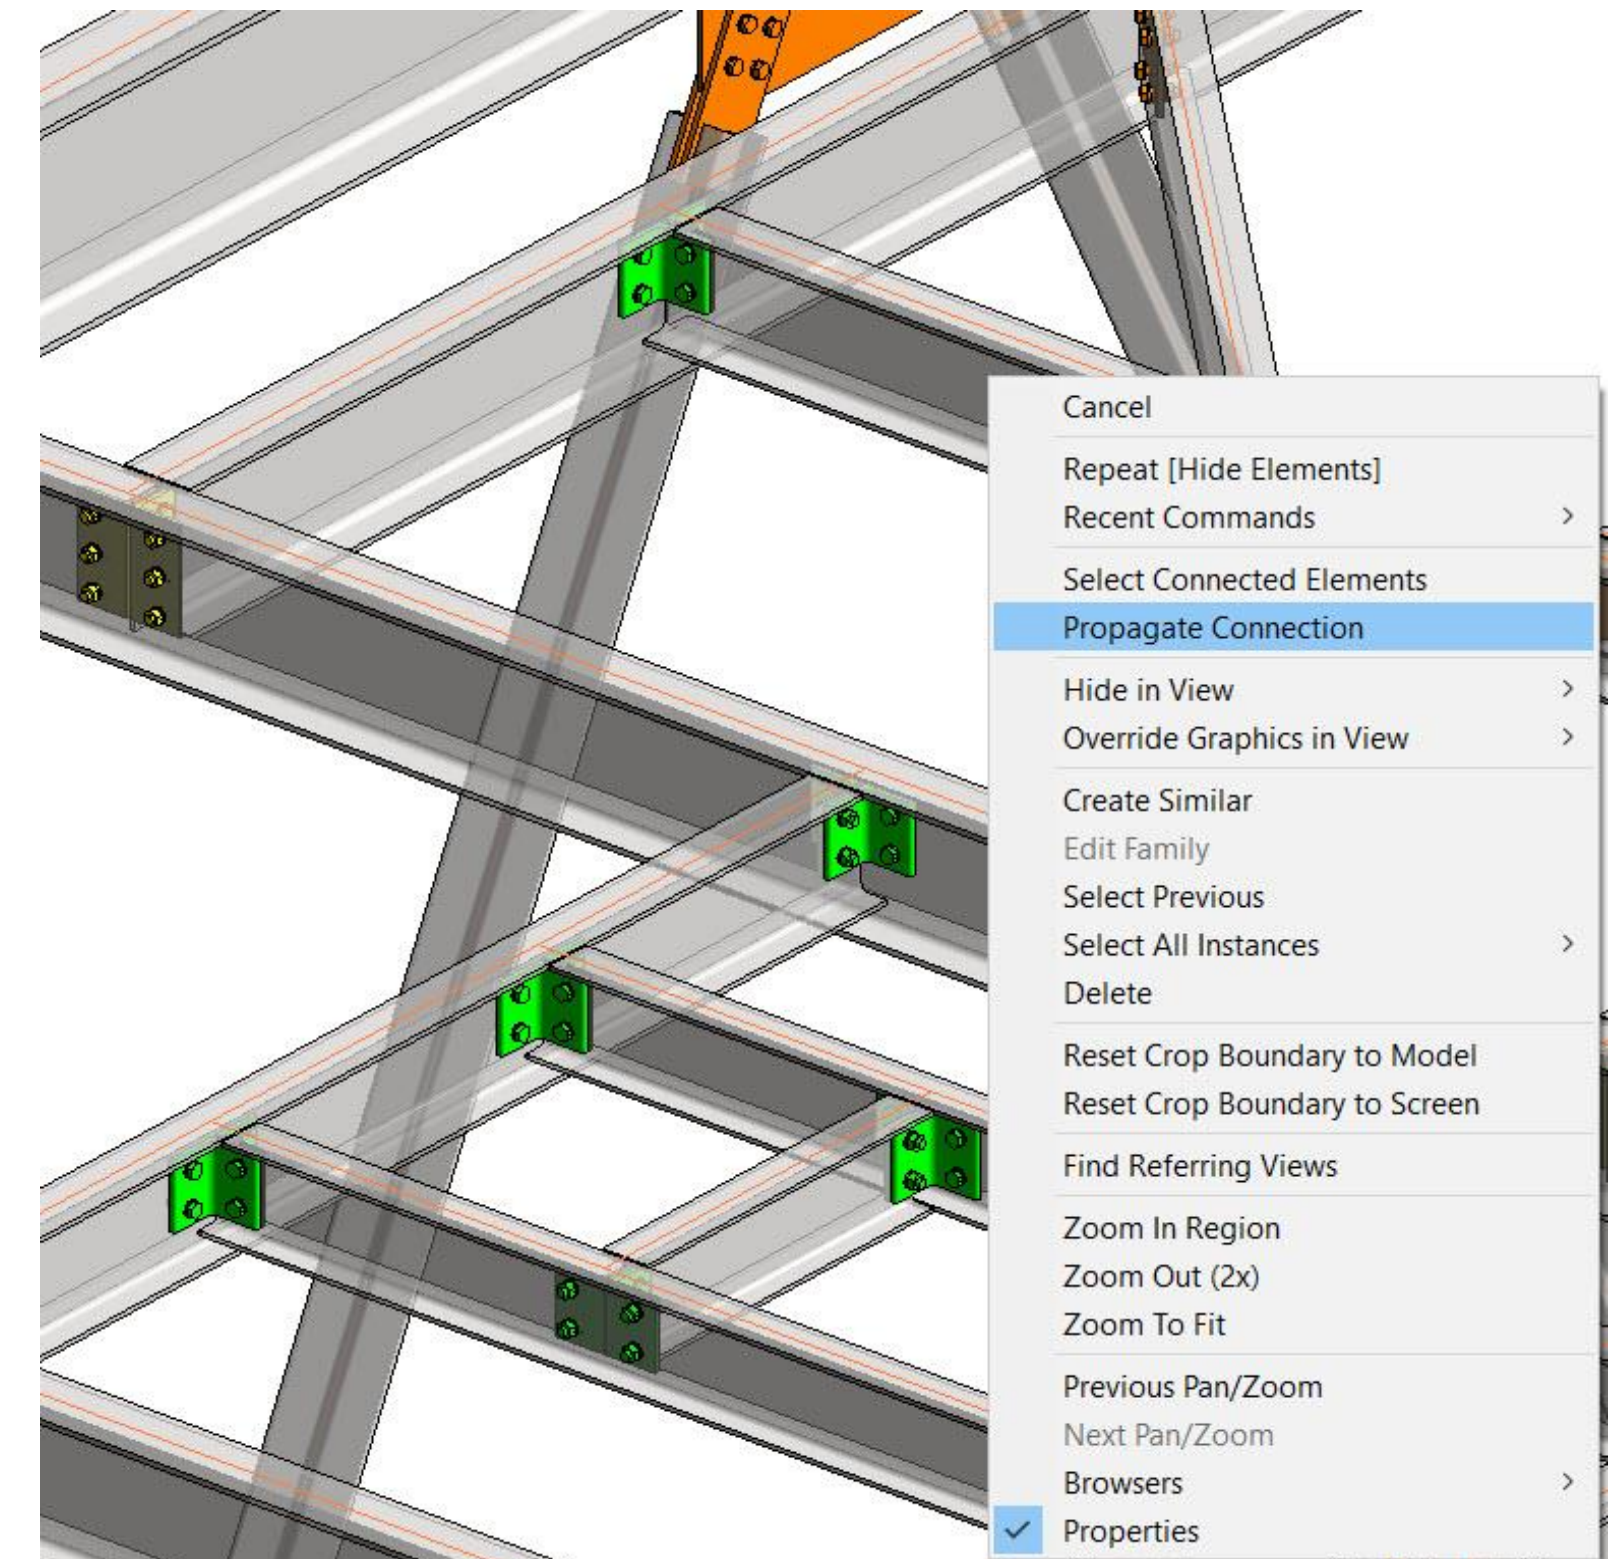 Cancel
Repeat [Hide Elements]
Recent Commands
Select Connected Elements
Propagate Connection
Hide in View
Override Graphics in View
Create Similar
Edit Family
Select Previous
Select All Instances
Delete
Reset Crop Boundary to Model
Reset Crop Boundary to Screen
Find Referring Views
Zoom In Region
Zoom Out (2x)
Zoom To Fit
Previous Pan/Zoom
Next Pan/Zoom
Browsers
Properties